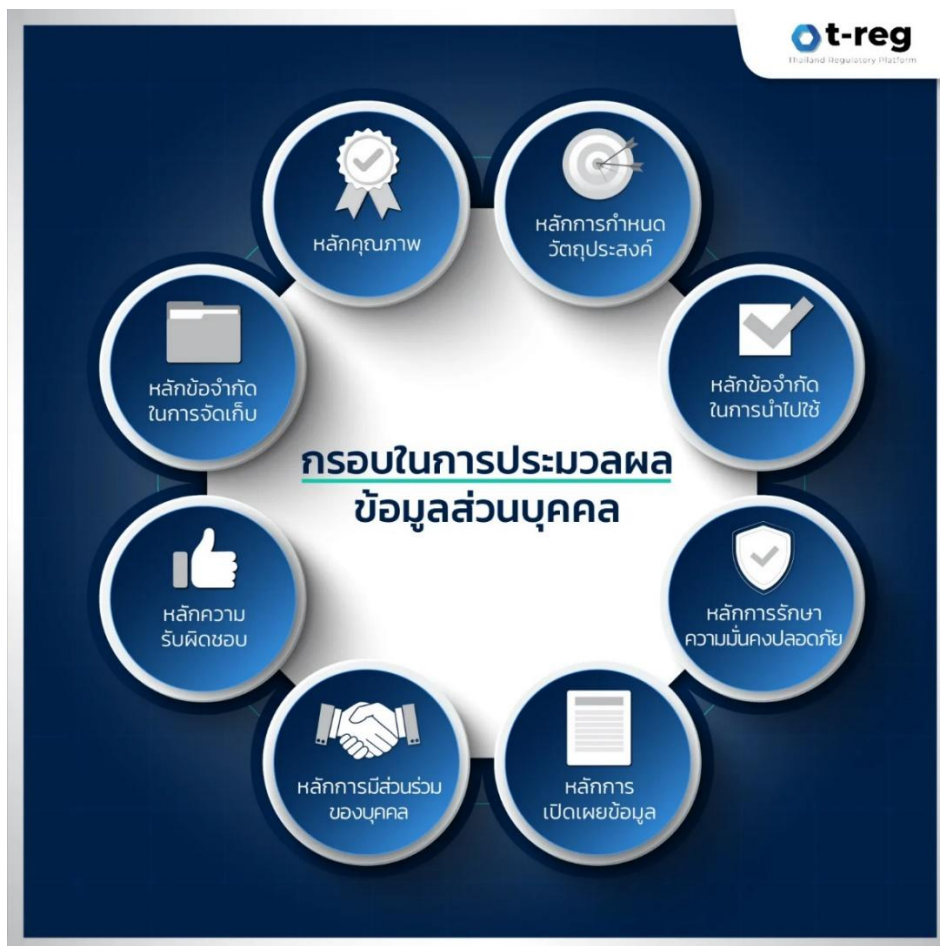 t-reg
Thailand Regulatory Platform
หลักคุณภาพ
หลักการกำหนด
วัตถุประสงค์
หลักข้อจำกัด
ในการจัดเก็บ
หลักข้อจำกัด
ในการนำไปใช้
กรอบในการประมวลผล
ข้อมูลส่วนบุคคล
หลักความ
รับผิดชอบ
หลักการรักษา
ความมั่นคงปลอดภัย
หลักการมีส่วนร่วม
ของบุคคล
หลักการ
เปิดเผยข้อมูล